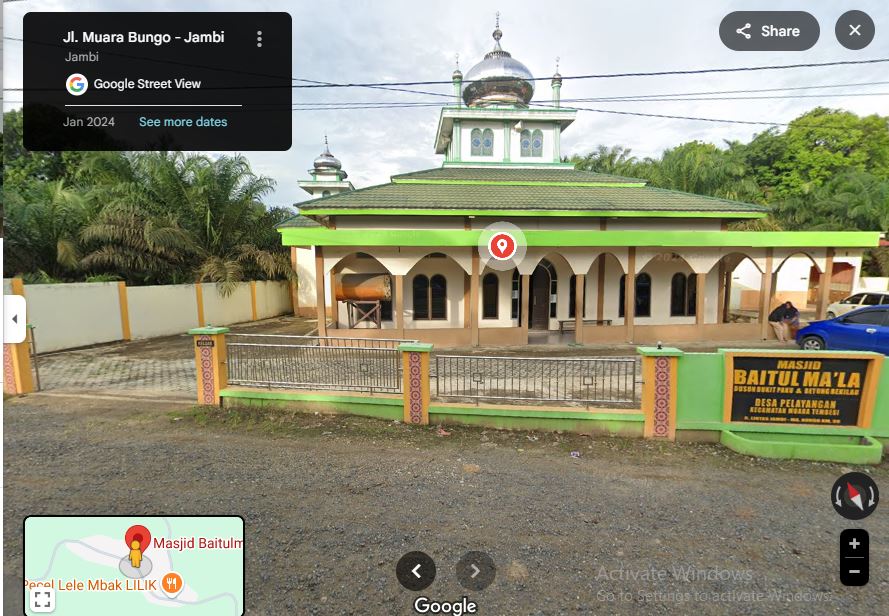 Jl. Muara Bungo - Jambi
Jambi
Google Street View
Jan 2024
See more dates
Share
KELUAR
MASJID
BAITUL MA'LA
DUSUN BUKIT PAKU & BETUNG BERILAU
DESA PELAYANGAN
KECAMATAN MUARA TEMBESI
Masjid Baitulm
Pecel Lele Mbak LILIK
Google
Activate Windows
Go to Settings to activate Windows.